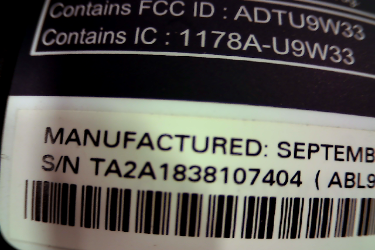 Contains FCC ID : ADTU9W33
Contains IC : 1178A-U9W33
MANUFACTURED: SEPTEMB
S/N TA2A1838107404 ( ABL9